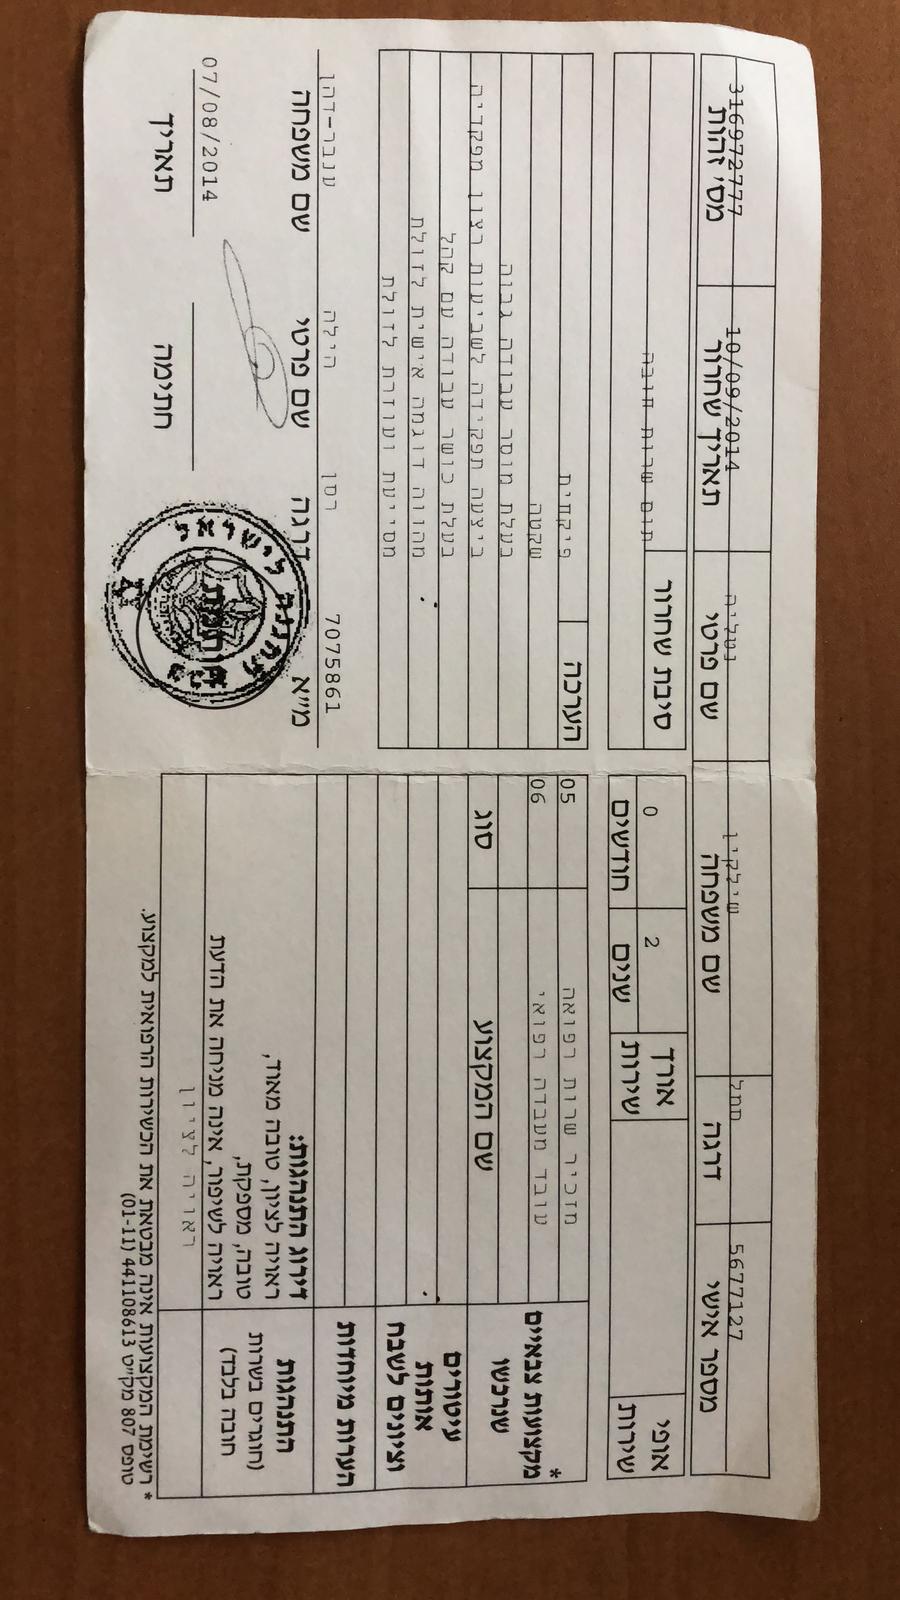 5677127 סמל שילקין נטליה 10/09/2014 316972777
מספר אישי דרגה שם משפחה שם פרטי תאריך שחרור מס׳ זהות
אופי שירות
אורך שירות
2 0
שנים חודשים
סיבת שחרור
תום שרות חובה
* מקצועות צבאיים שנרכשו
מזכיר שרות רפואה 05
עובד מעבדה רפואי 06
שם המקצוע סוג
עיטורים
אותות
וציונים לשבח
הערות מיוחדות
התנהגות
(חוגרים בשרות
חובה בלבד)
דירוג התנהגות:
ראויה לציון, טובה מאוד,
טובה, מספקת,
ראויה לשיפור, אינה מניחה את הדעת
ראויה לציון
* רשימת המקצועות אינה מבטאת את הכשירות הרפואית למקצוע.
טופס 807 מק״ט 441108613 (01-11)
הערכה
פיקחית
שקטה
בעלת מוסר עבודה גבוה
ביצעה תפקידה לשביעות רצון מפקדיה
בעלת כושר עבודה עם קהל
מהווה דוגמה אישית לזולת
מסייעת ועוזרת לזולת
7075861 רסן הילה ענבר-דהן
מ״א דרגה שם פרטי שם משפחה
צבא הגנה לישראל
חותמת
07/08/2014
חתימה תאריך